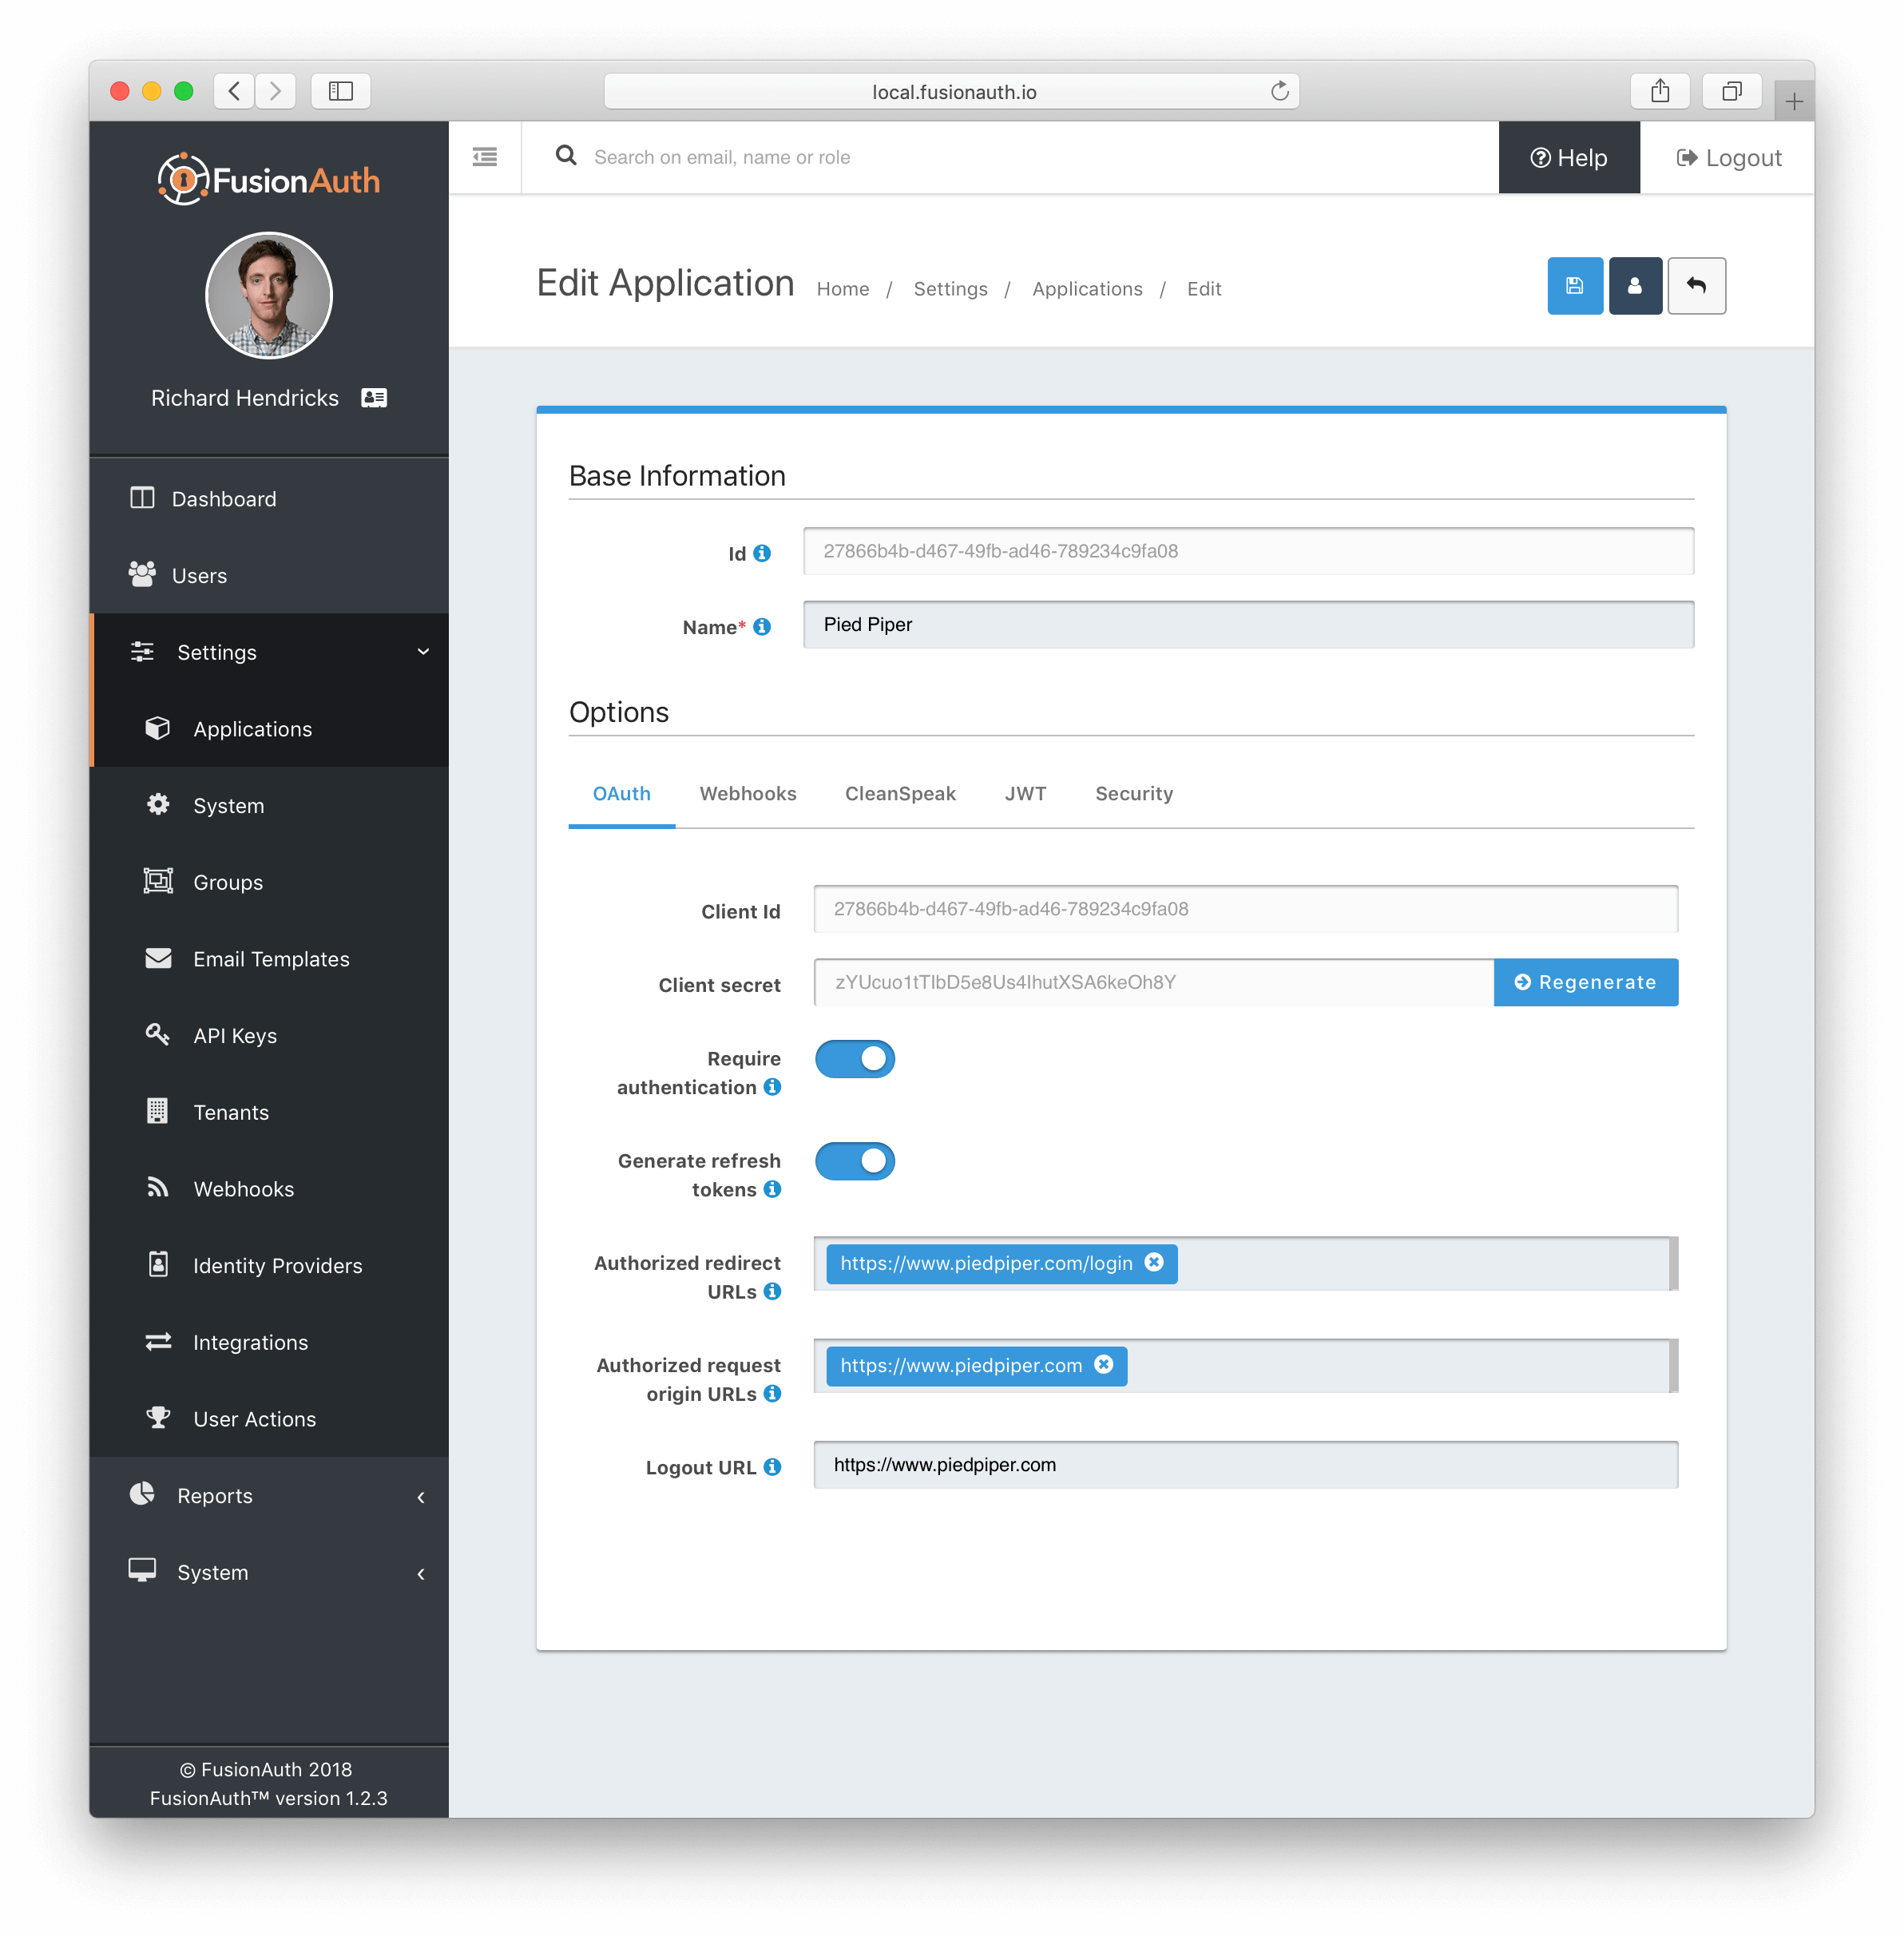 local.fusionauth.io
FusionAuth
Richard Hendricks
Dashboard
Users
Settings
Applications
System
Groups
Email Templates
API Keys
Tenants
Webhooks
Identity Providers
Integrations
User Actions
Reports
System
© FusionAuth 2018
FusionAuth™ version 1.2.3
Search on email, name or role
Help
Logout
Edit Application
Home / Settings / Applications / Edit
Base Information
Id
27866b4b-d467-49fb-ad46-789234c9fa08
Name*
Pied Piper
Options
OAuth
Webhooks
CleanSpeak
JWT
Security
Client Id
27866b4b-d467-49fb-ad46-789234c9fa08
Client secret
zYUcuo1tTIbD5e8Us4IhutXSA6keOh8Y
Regenerate
Require
authentication
Generate refresh
tokens
Authorized redirect
URLs
https://www.piedpiper.com/login
Authorized request
origin URLs
https://www.piedpiper.com
Logout URL
https://www.piedpiper.com